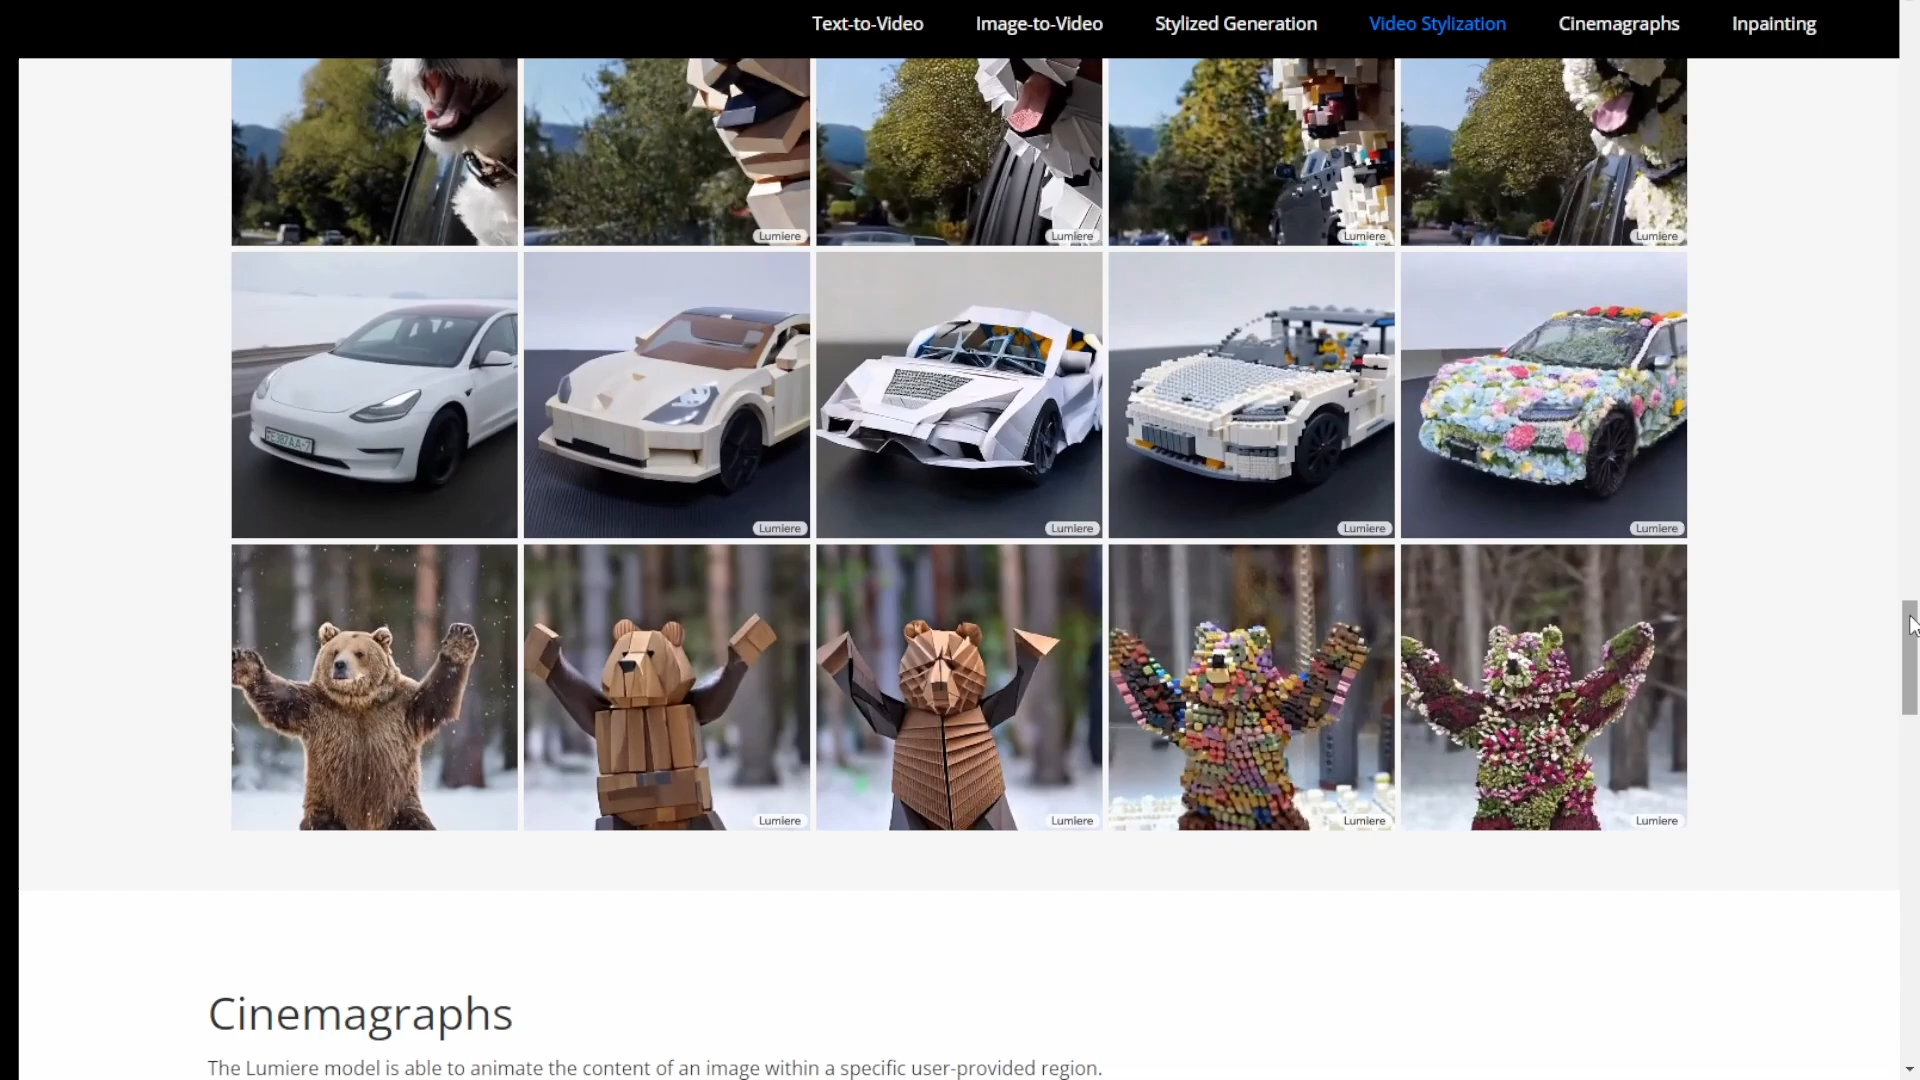 Text-to-Video Image-to-Video Stylized Generation Video Stylization Cinemagraphs Inpainting
Lumiere Lumiere Lumiere Lumiere
Lumiere Lumiere Lumiere Lumiere
Lumiere Lumiere Lumiere Lumiere
Cinemagraphs
The Lumiere model is able to animate the content of an image within a specific user-provided region.